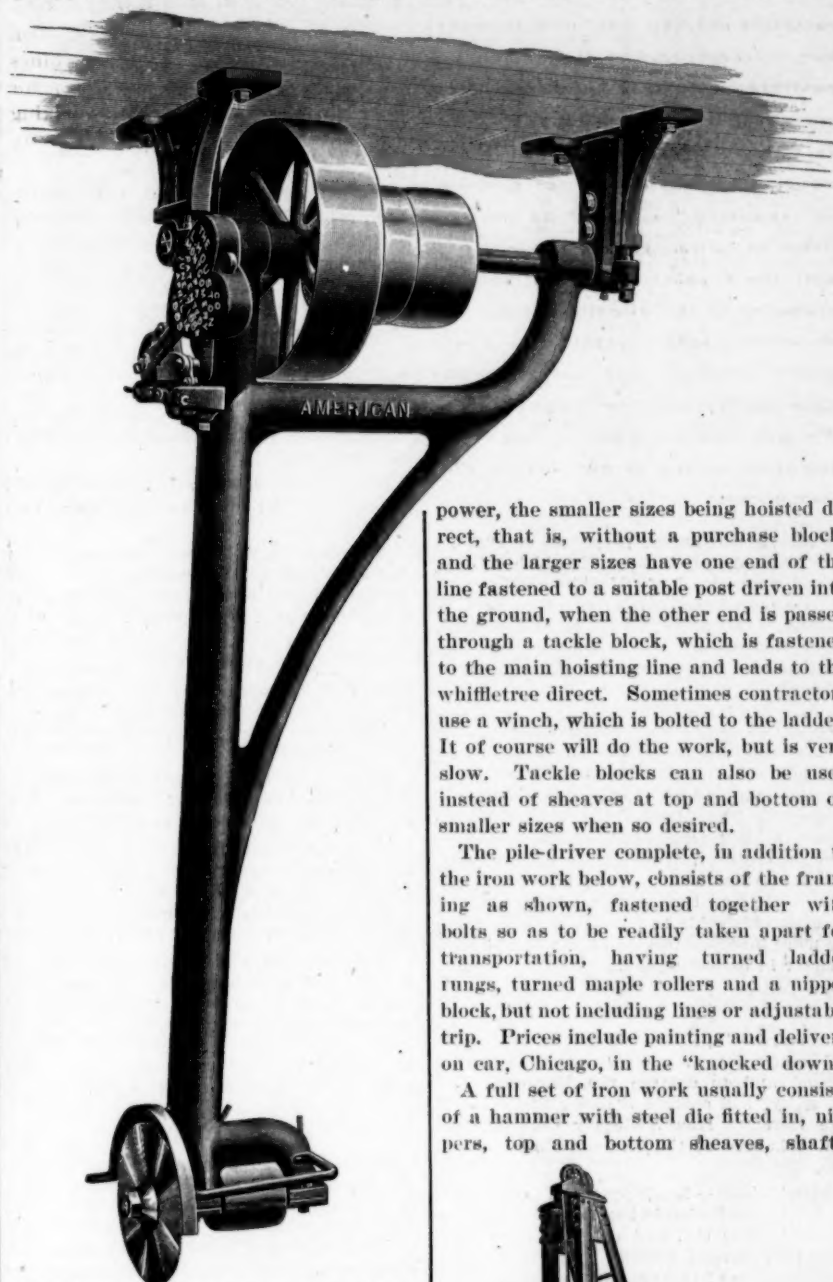 AMERICAN
power, the smaller sizes being hoisted d
rect, that is, without a purchase block
and the larger sizes have one end of th
line fastened to a suitable post driven int
the ground, when the other end is passe
through a tackle block, which is fastene
to the main hoisting line and leads to th
whiffletree direct. Sometimes contractor
use a winch, which is bolted to the ladde
It of course will do the work, but is ver
slow. Tackle blocks can also be use
instead of sheaves at top and bottom o
smaller sizes when so desired.
The pile-driver complete, in addition t
the iron work below, consists of the fram
ing as shown, fastened together wit
bolts so as to be readily taken apart fo
transportation, having turned ladde
rungs, turned maple rollers and a nippe
block, but not including lines or adjustabl
trip. Prices include painting and deliver
on car, Chicago, in the “knocked down.
A full set of iron work usually consis
of a hammer with steel die fitted in, nip
pers, top and bottom sheaves, shaft